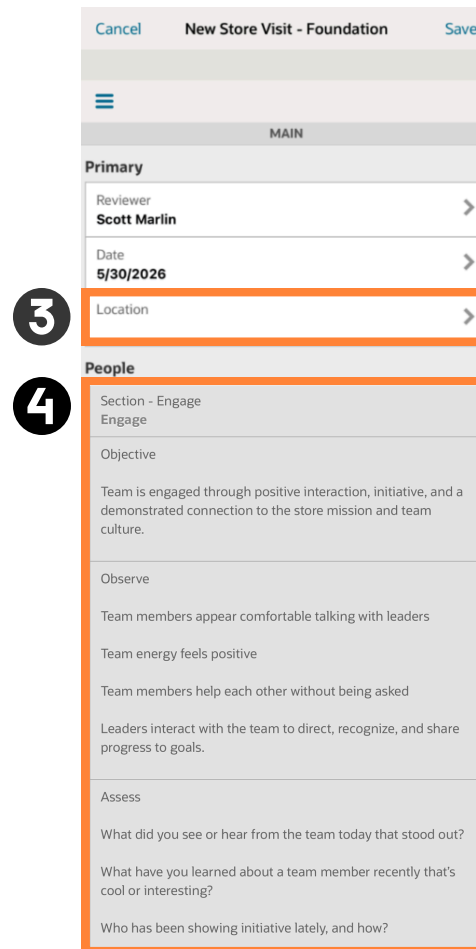 Cancel New Store Visit - Foundation Save
MAIN
Primary
Reviewer
Scott Marlin
Date
5/30/2026
3
Location
People
4
Section - Engage
Engage
Objective
Team is engaged through positive interaction, initiative, and a
demonstrated connection to the store mission and team
culture.
Observe
Team members appear comfortable talking with leaders
Team energy feels positive
Team members help each other without being asked
Leaders interact with the team to direct, recognize, and share
progress to goals.
Assess
What did you see or hear from the team today that stood out?
What have you learned about a team member recently that's
cool or interesting?
Who has been showing initiative lately, and how?